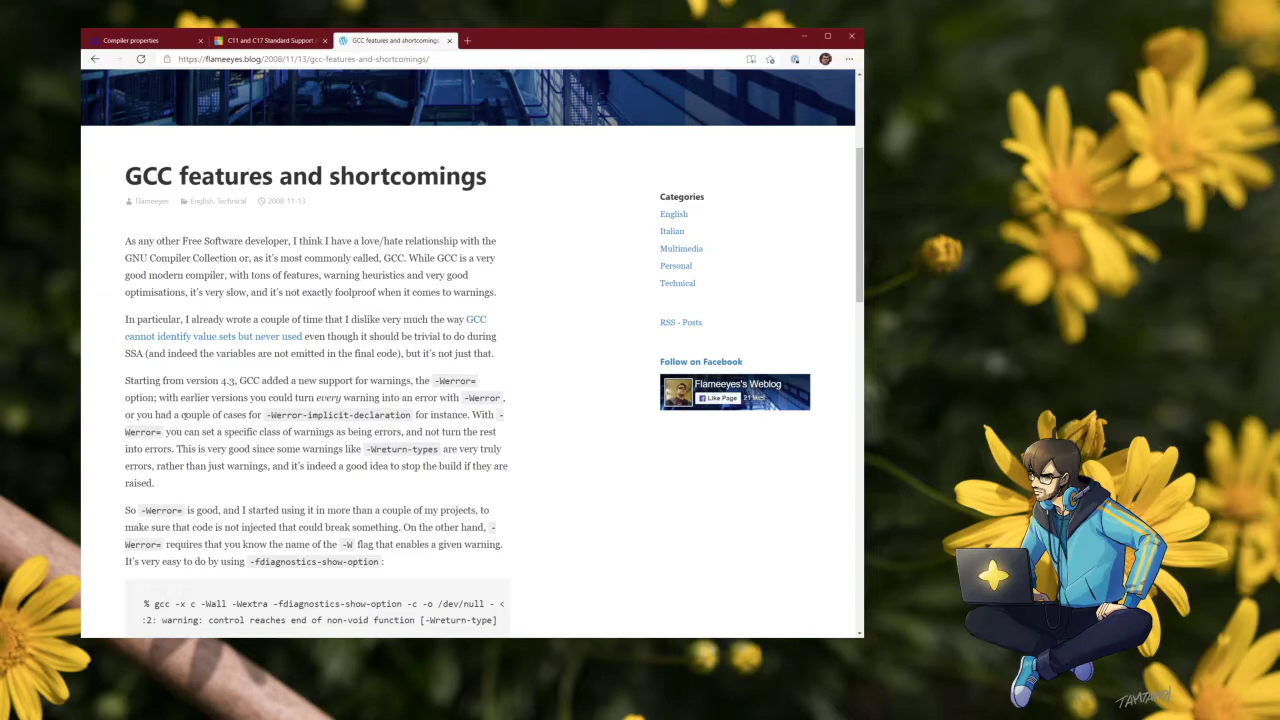 Compiler properties
C11 and C17 Standard Support
GCC features and shortcomings
https://flameeyes.blog/2008/11/13/gcc-features-and-shortcomings/
GCC features and shortcomings
Flameeyes English, Technical 2008-11-13
As any other Free Software developer, I think I have a love/hate relationship with the
GNU Compiler Collection or, as it's most commonly called, GCC. While GCC is a very
good modern compiler, with tons of features, warning heuristics and very good
optimisations, it's very slow, and it's not exactly foolproof when it comes to warnings.
In particular, I already wrote a couple of time that I dislike very much the way GCC
cannot identify value sets but never used even though it should be trivial to do during
SSA (and indeed the variables are not emitted in the final code), but it's not just that.
Starting from version 4.3, GCC added a new support for warnings, the -Werror=
option; with earlier versions you could turn every warning into an error with -Werror,
or you had a couple of cases for -Werror-implicit-declaration for instance. With -
Werror= you can set a specific class of warnings as being errors, and not turn the rest
into errors. This is very good since some warnings like -Wreturn-types are very truly
errors, rather than just warnings, and it's indeed a good idea to stop the build if they are
raised.
So -Werror= is good, and I started using it in more than a couple of my projects, to
make sure that code is not injected that could break something. On the other hand, -
Werror= requires that you know the name of the -W flag that enables a given warning.
It's very easy to do by using -fdiagnostics-show-option:
% gcc -x c -Wall -Wextra -fdiagnostics-show-option -c -o /dev/null - <
:2: warning: control reaches end of non-void function [-Wreturn-type]
Categories
English
Italian
Multimedia
Personal
Technical
RSS - Posts
Follow on Facebook
Flameeyes's Weblog
Like Page 21 likes